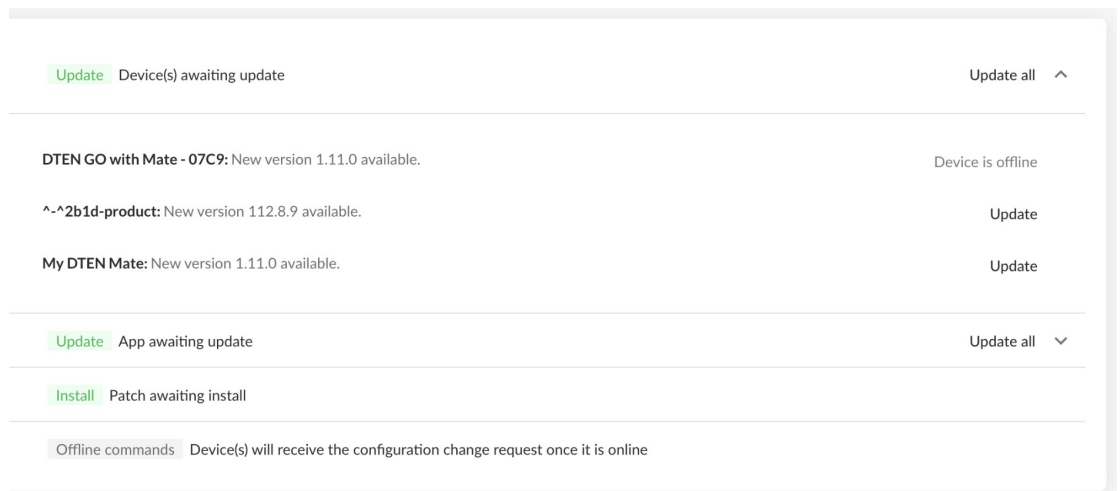 Update Device(s) awaiting update Update all
DTEN GO with Mate - 07C9: New version 1.11.0 available. Device is offline
^-^2b1d-product: New version 112.8.9 available. Update
My DTEN Mate: New version 1.11.0 available. Update
Update App awaiting update Update all
Install Patch awaiting install
Offline commands Device(s) will receive the configuration change request once it is online